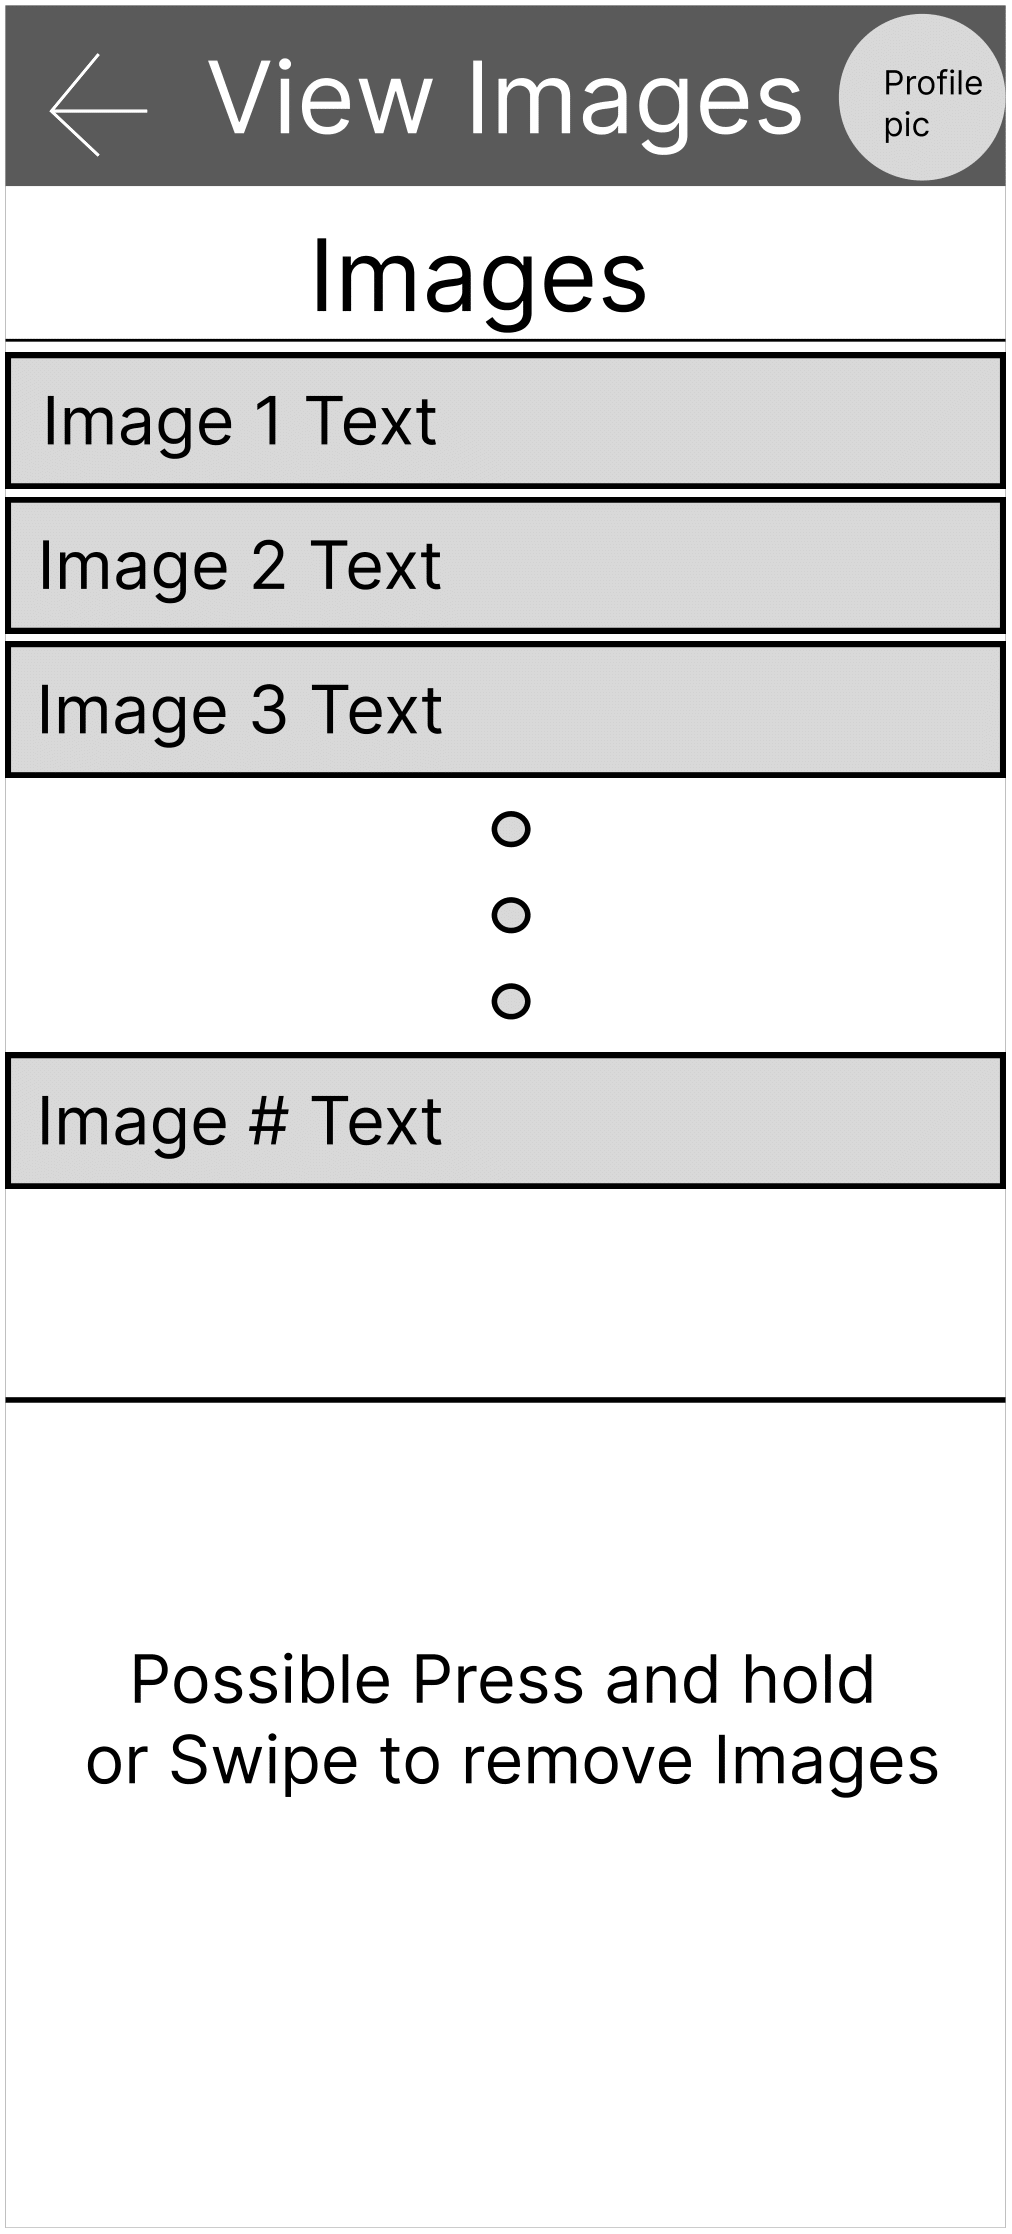 View Images
Profile
pic
Images
Image 1 Text
Image 2 Text
Image 3 Text
Image # Text
Possible Press and hold
or Swipe to remove Images